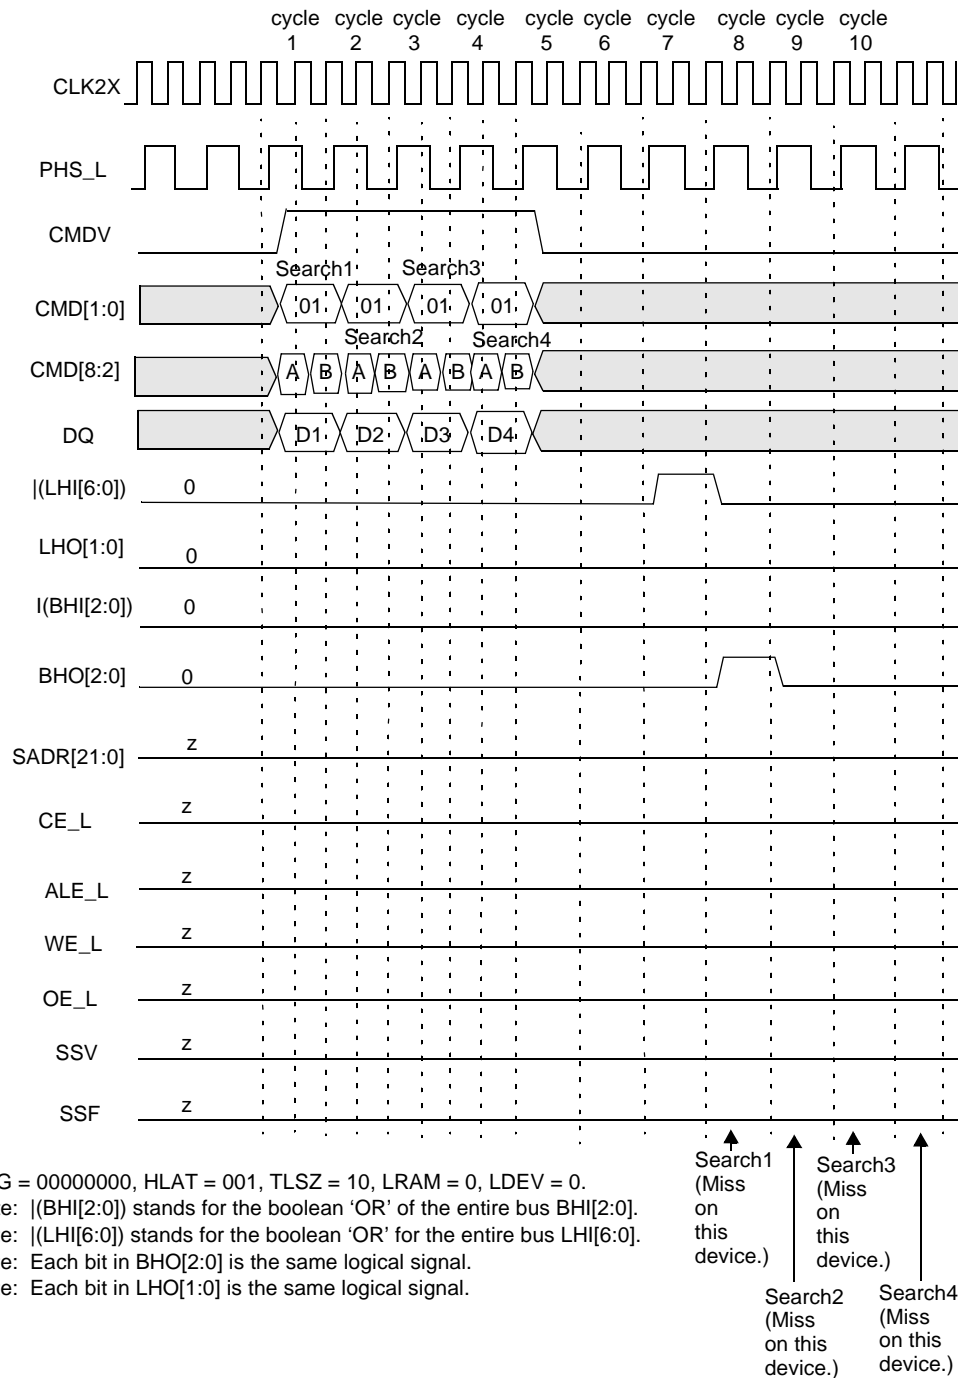 cycle cycle cycle cycle cycle cycle cycle cycle cycle cycle
1 2 3 4 5 6 7 8 9 10
CLK2X
PHS_L
CMDV
Search1 Search3
CMD[1:0] 01 01 01 01
Search2 Search4
CMD[8:2] A B A B A B A B
DQ D1 D2 D3 D4
|(LHI[6:0]) 0
LHO[1:0] 0
I(BHI[2:0]) 0
BHO[2:0] 0
SADR[21:0] z
CE_L z
ALE_L z
WE_L z
OE_L z
SSV z
SSF z
G = 00000000, HLAT = 001, TLSZ = 10, LRAM = 0, LDEV = 0.
te: |(BHI[2:0]) stands for the boolean ‘OR’ of the entire bus BHI[2:0].
te: |(LHI[6:0]) stands for the boolean ‘OR’ for the entire bus LHI[6:0].
te: Each bit in BHO[2:0] is the same logical signal.
te: Each bit in LHO[1:0] is the same logical signal.
Search1
(Miss
on
this
device.)
Search2
(Miss
on this
device.)
Search3
(Miss
on
this
device.)
Search4
(Miss
on this
device.)